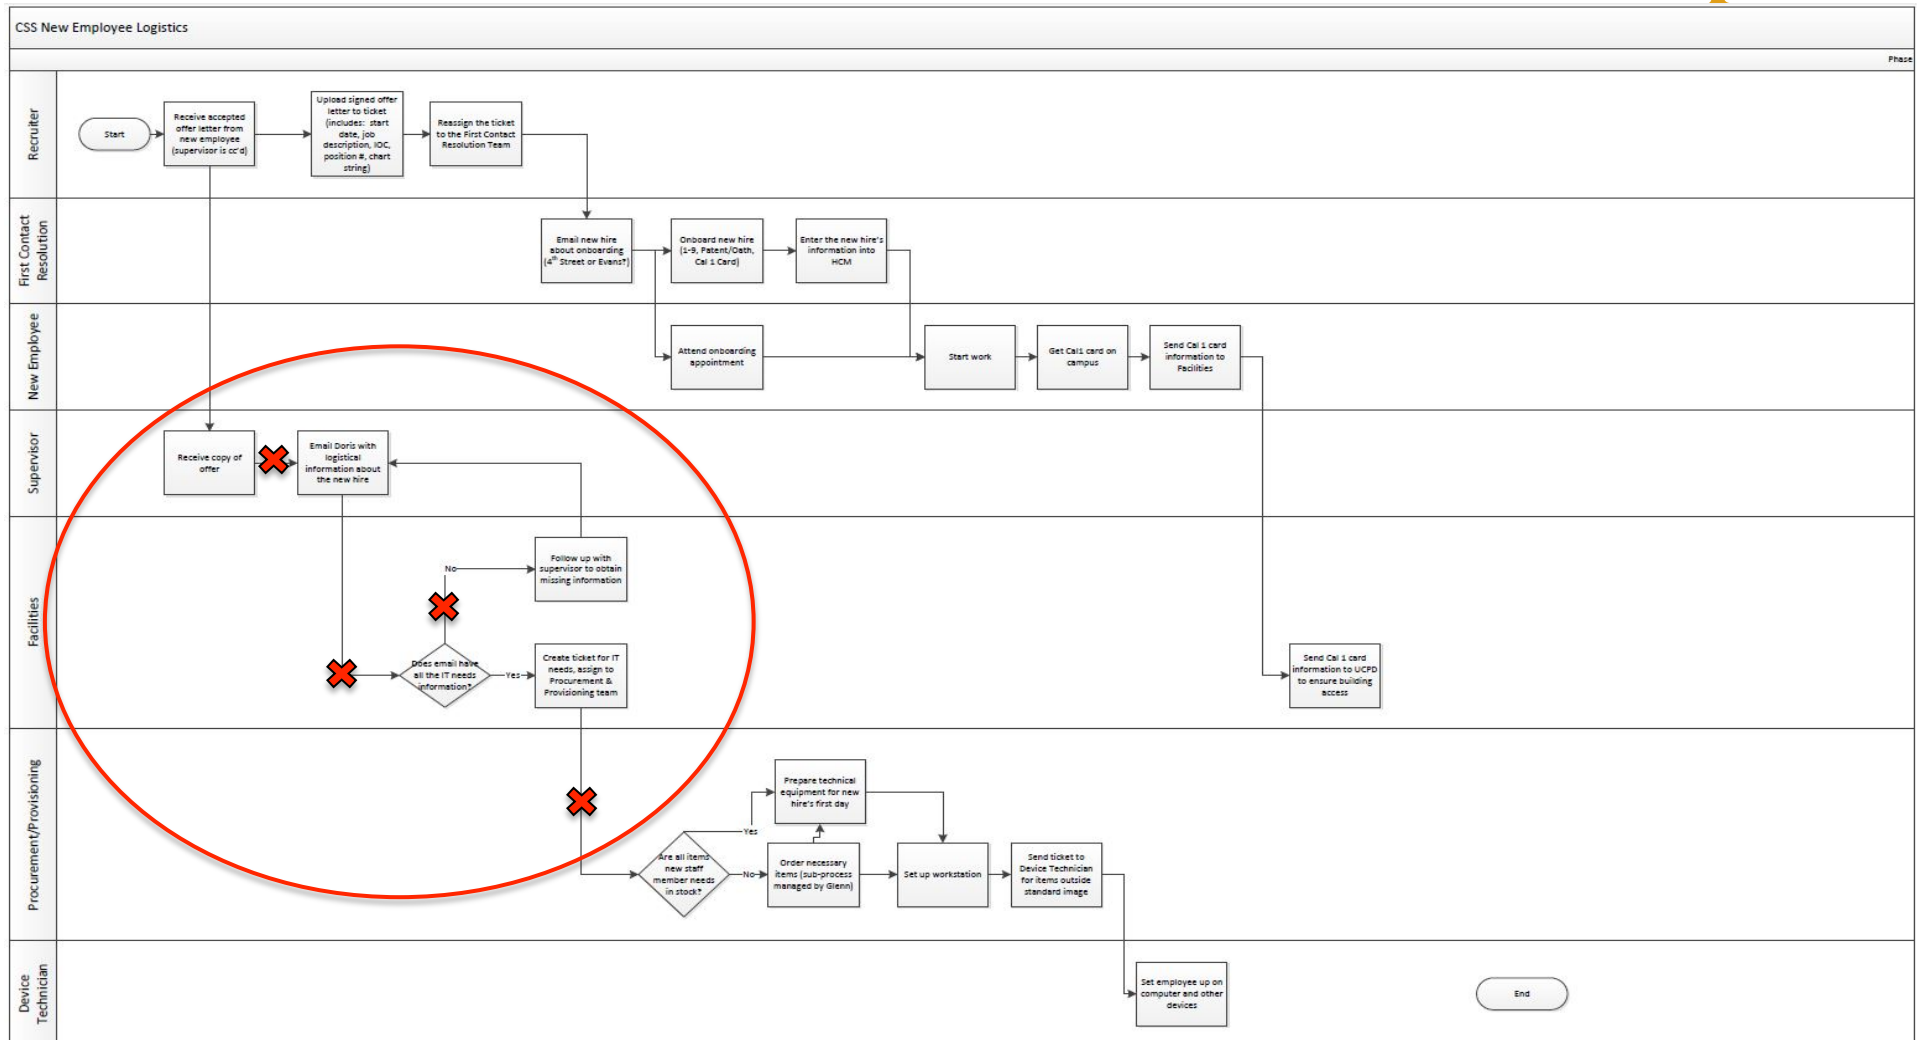 CSS New Employee Logistics
Phase
Recruiter
Start
Receive accepted
offer letter from
new employee
(supervisor is cc'd)
Upload signed offer
letter to ticket
(includes: start
date, job
description, IOC,
position #, chart
string)
Reassign the ticket
to the First Contact
Resolution Team
First Contact
Resolution
Email new hire
about onboarding
(4th Street or Evans?)
Onboard new hire
(1-9, Patent/Oath,
Cal 1 Card)
Enter the new hire's
information into
HCM
New Employee
Attend onboarding
appointment
Start work
Get Cal1 card on
campus
Send Cal 1 card
information to
Facilities
Supervisor
Receive copy of
offer
Email Doris with
logistical
information about
the new hire
Facilities
No
Follow up with
supervisor to obtain
missing information
Does email have
all the IT needs
information?
Yes
Create ticket for IT
needs, assign to
Procurement &
Provisioning team
Send Cal 1 card
information to UCPD
to ensure building
access
Procurement/Provisioning
Prepare technical
equipment for new
hire's first day
Yes
Are all items
new staff
member needs
in stock?
No
Order necessary
items (sub-process
managed by Glenn)
Set up workstation
Send ticket to
Device Technician
for items outside
standard image
Device
Technician
Set employee up on
computer and other
devices
End